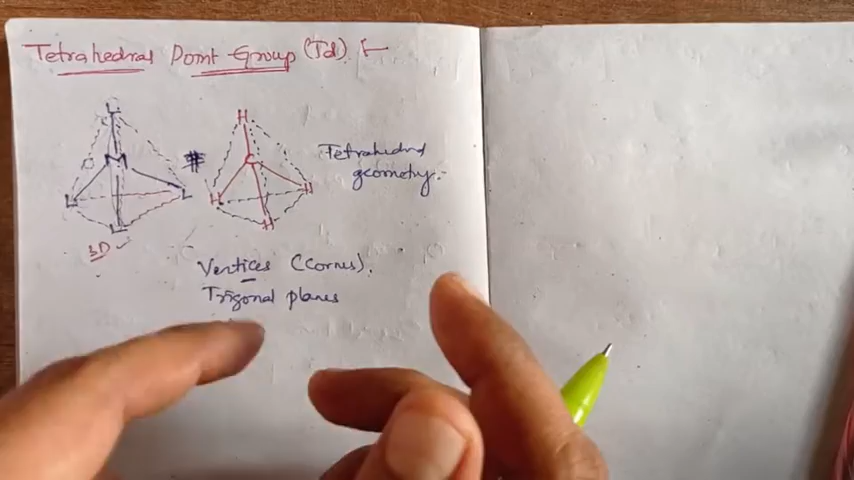 Tetrahedral Point Group (Td) :-
L
M
L
L
L
3D ✓
H
C
H
H
H
Tetrahedral
geometry :-
Vertices (Corners).
Trigonal planes